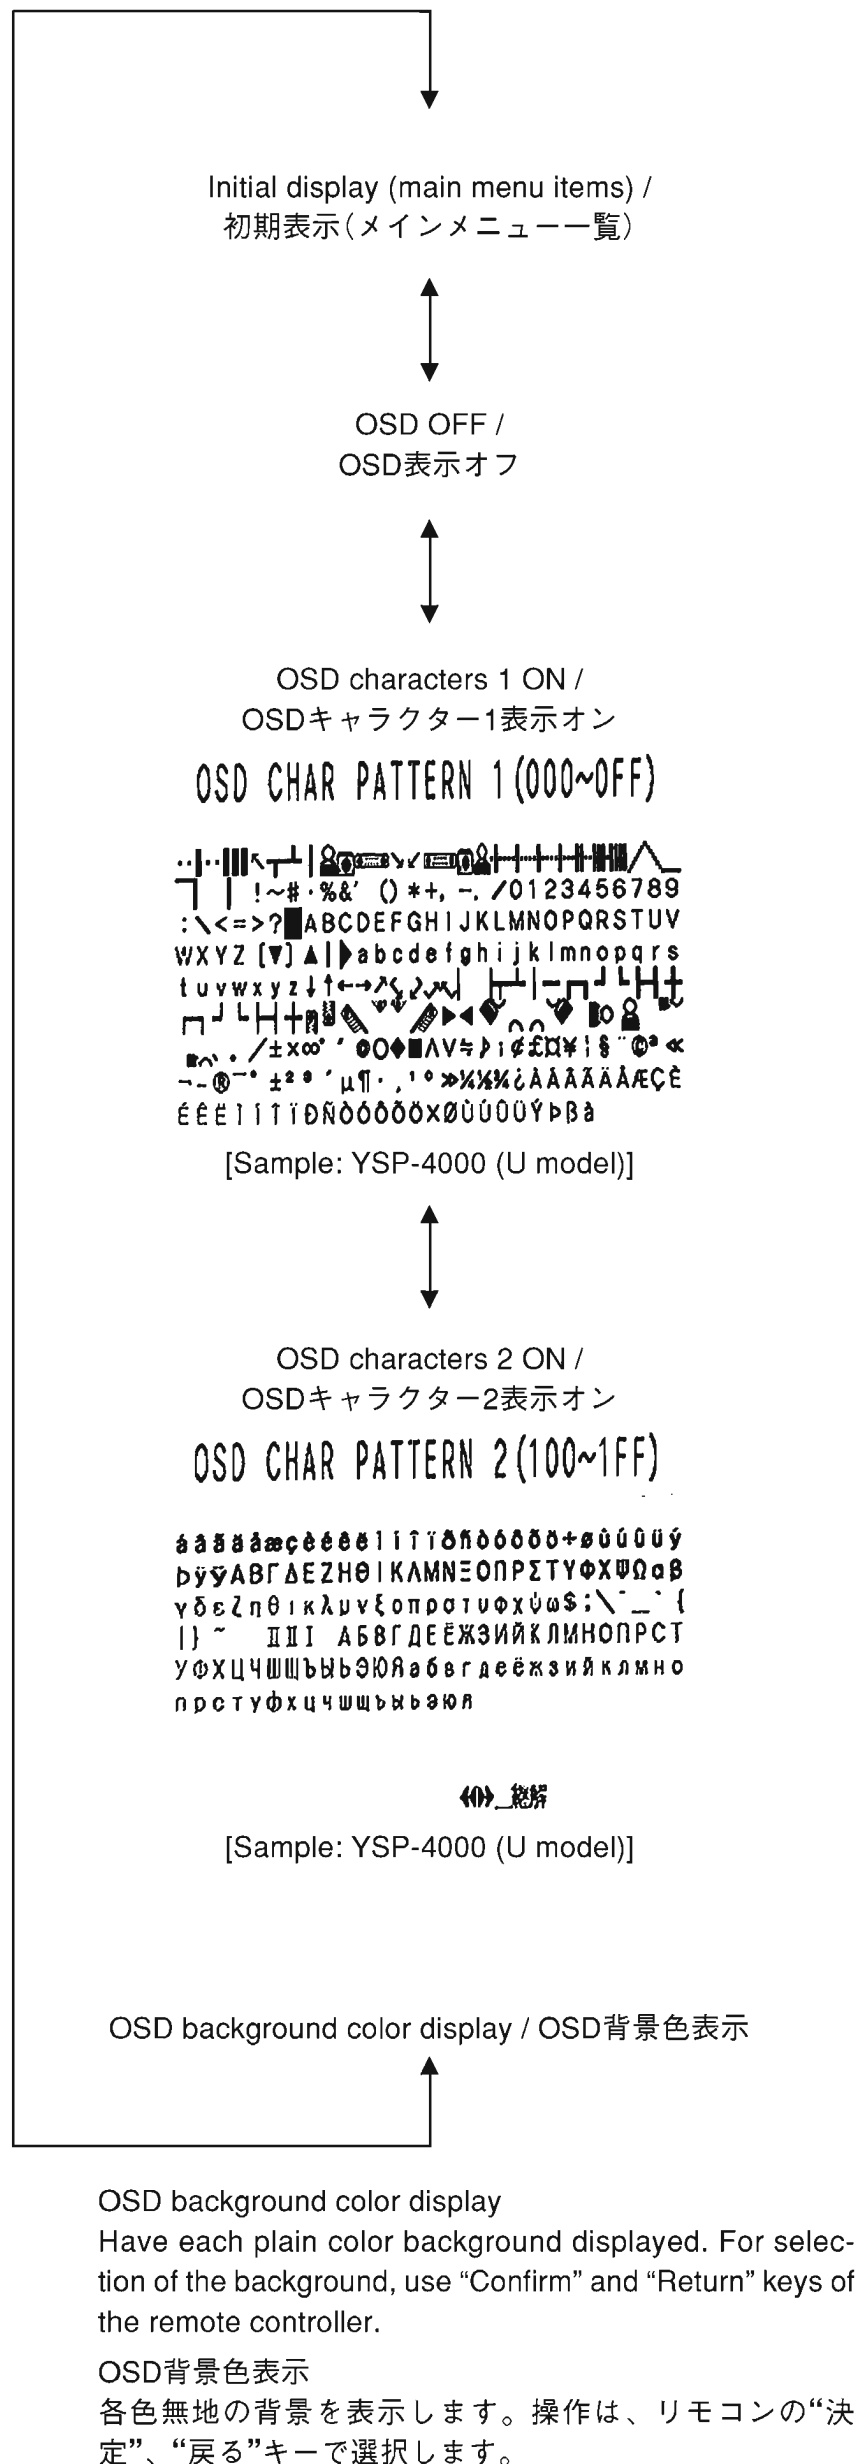 Initial display (main menu items) /
初期表示(メインメニュー一覧)
OSD OFF /
OSD表示オフ
OSD characters 1 ON /
OSDキャラクター1表示オン
OSD CHAR PATTERN 1(000~0FF)
!~#·%&' ()*+,-./0123456789
:\<=>?ABCDEFGHIJKLMNOPQRSTUV
WXYZ[▼]▲|▶abcdefghijklmnopqrs
tuvwxyz↓↑←→
ÉÊËÌÍÎÏÐÑÒÓÔÕÖ×ØÙÚÛÜÝÞßà
[Sample: YSP-4000 (U model)]
OSD characters 2 ON /
OSDキャラクター2表示オン
OSD CHAR PATTERN 2(100~1FF)
áâãäåæçèéêëìíîïðñòóôõö÷øùúûüý
þÿÿΑΒΓΔΕΖΗΘΙΚΛΜΝΞΟΠΡΣΤΥΦΧΨΩαβ
γδεζηθικλμνξοπρστυφχψω$;\¯_`{
|}~ ⅡⅡⅠ АБВГДЕЁЖЗИЙКЛМНОПРСТ
УФХЦЧШЩЪЫЬЭЮЯабвгдеёжзийклмно
прстуфхцчшщъыьэюя
[Sample: YSP-4000 (U model)]
OSD background color display / OSD背景色表示
OSD background color display
Have each plain color background displayed. For selec-
tion of the background, use “Confirm” and “Return” keys of
the remote controller.
OSD背景色表示
各色無地の背景を表示します。操作は、リモコンの“決
定”、“戻る”キーで選択します。